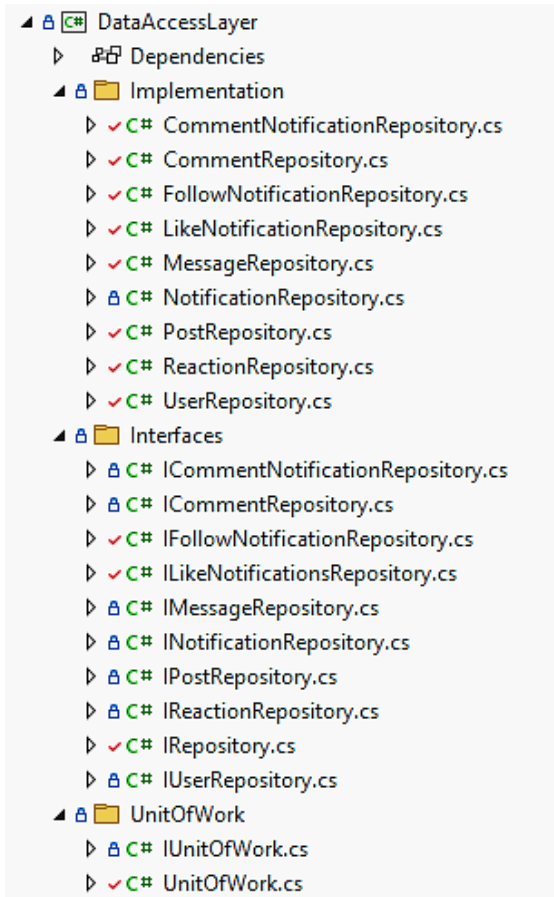 C# DataAccessLayer
Dependencies
Implementation
C# CommentNotificationRepository.cs
C# CommentRepository.cs
C# FollowNotificationRepository.cs
C# LikeNotificationRepository.cs
C# MessageRepository.cs
C# NotificationRepository.cs
C# PostRepository.cs
C# ReactionRepository.cs
C# UserRepository.cs
Interfaces
C# ICommentNotificationRepository.cs
C# ICommentRepository.cs
C# IFollowNotificationRepository.cs
C# ILikeNotificationsRepository.cs
C# IMessageRepository.cs
C# INotificationRepository.cs
C# IPostRepository.cs
C# IReactionRepository.cs
C# IRepository.cs
C# IUserRepository.cs
UnitOfWork
C# IUnitOfWork.cs
C# UnitOfWork.cs